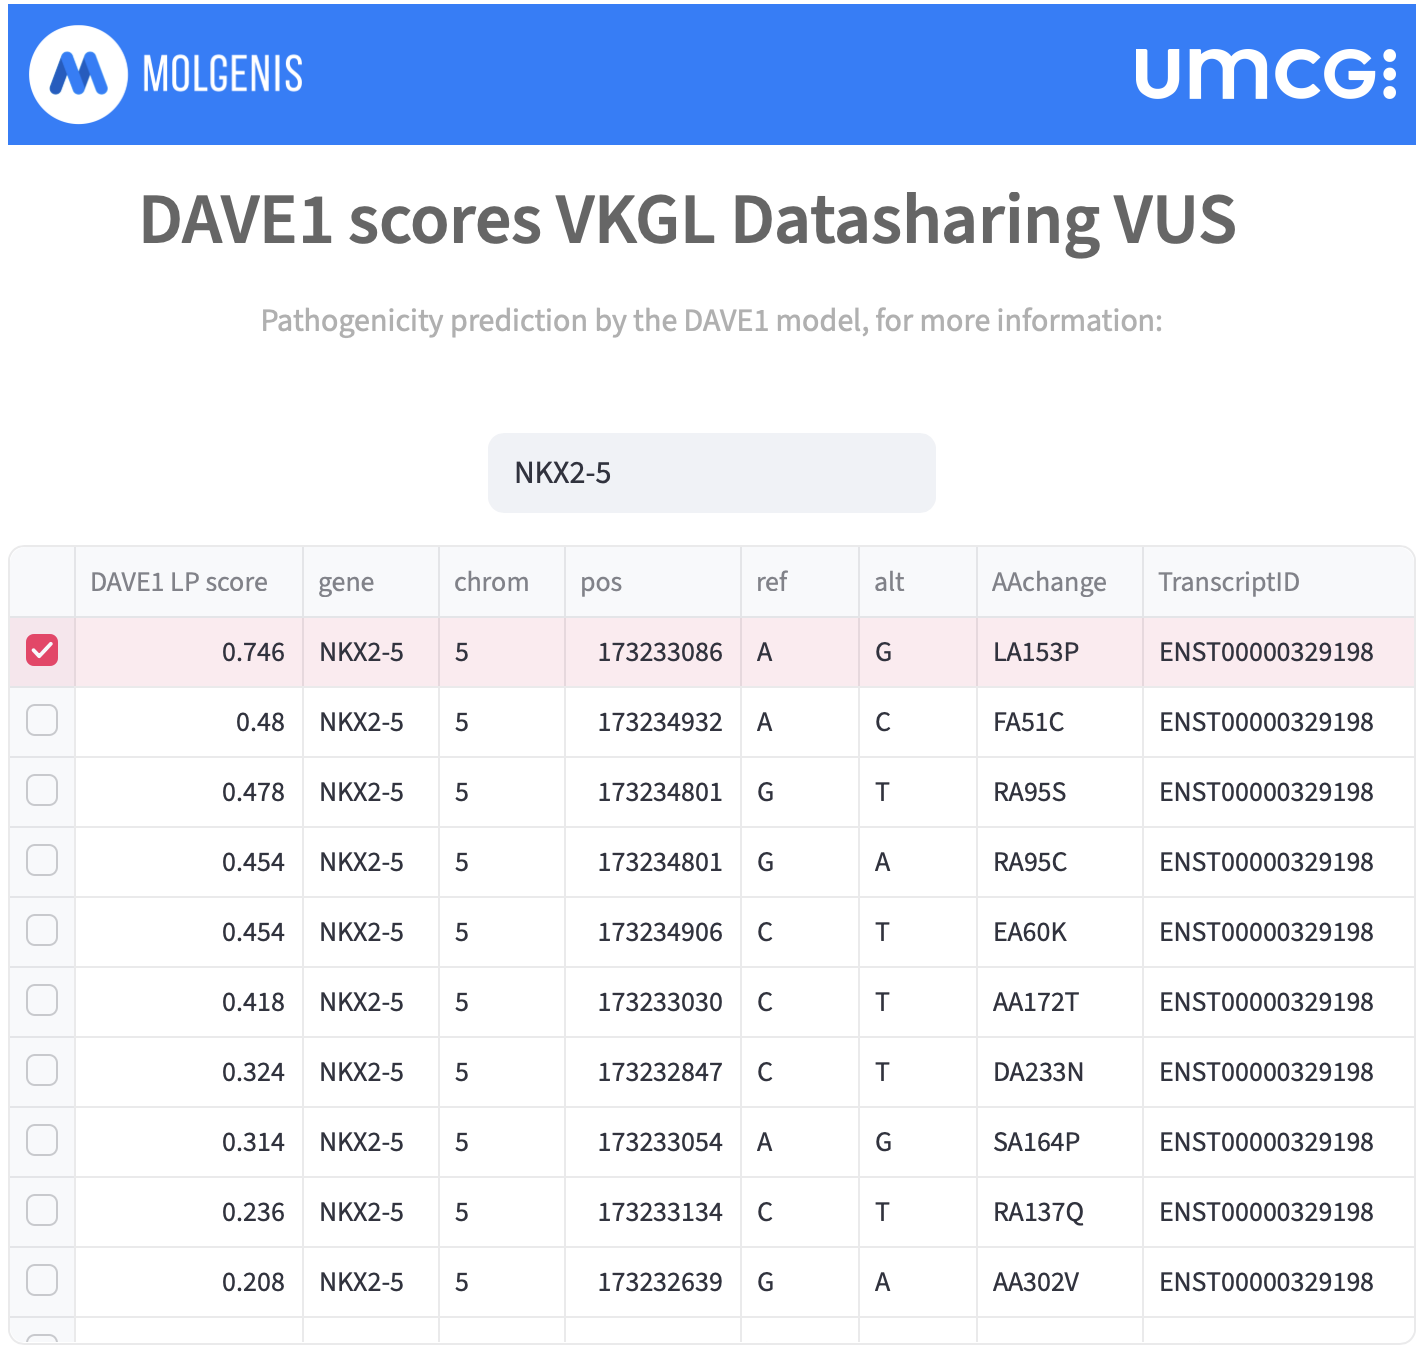 MOLGENIS
umcg
DAVE1 scores VKGL Datasharing VUS
Pathogenicity prediction by the DAVE1 model, for more information:
NKX2-5
DAVE1 LP score gene chrom pos ref alt AAchange TranscriptID
0.746 NKX2-5 5 173233086 A G LA153P ENST00000329198
0.48 NKX2-5 5 173234932 A C FA51C ENST00000329198
0.478 NKX2-5 5 173234801 G T RA95S ENST00000329198
0.454 NKX2-5 5 173234801 G A RA95C ENST00000329198
0.454 NKX2-5 5 173234906 C T EA60K ENST00000329198
0.418 NKX2-5 5 173233030 C T AA172T ENST00000329198
0.324 NKX2-5 5 173232847 C T DA233N ENST00000329198
0.314 NKX2-5 5 173233054 A G SA164P ENST00000329198
0.236 NKX2-5 5 173233134 C T RA137Q ENST00000329198
0.208 NKX2-5 5 173232639 G A AA302V ENST00000329198